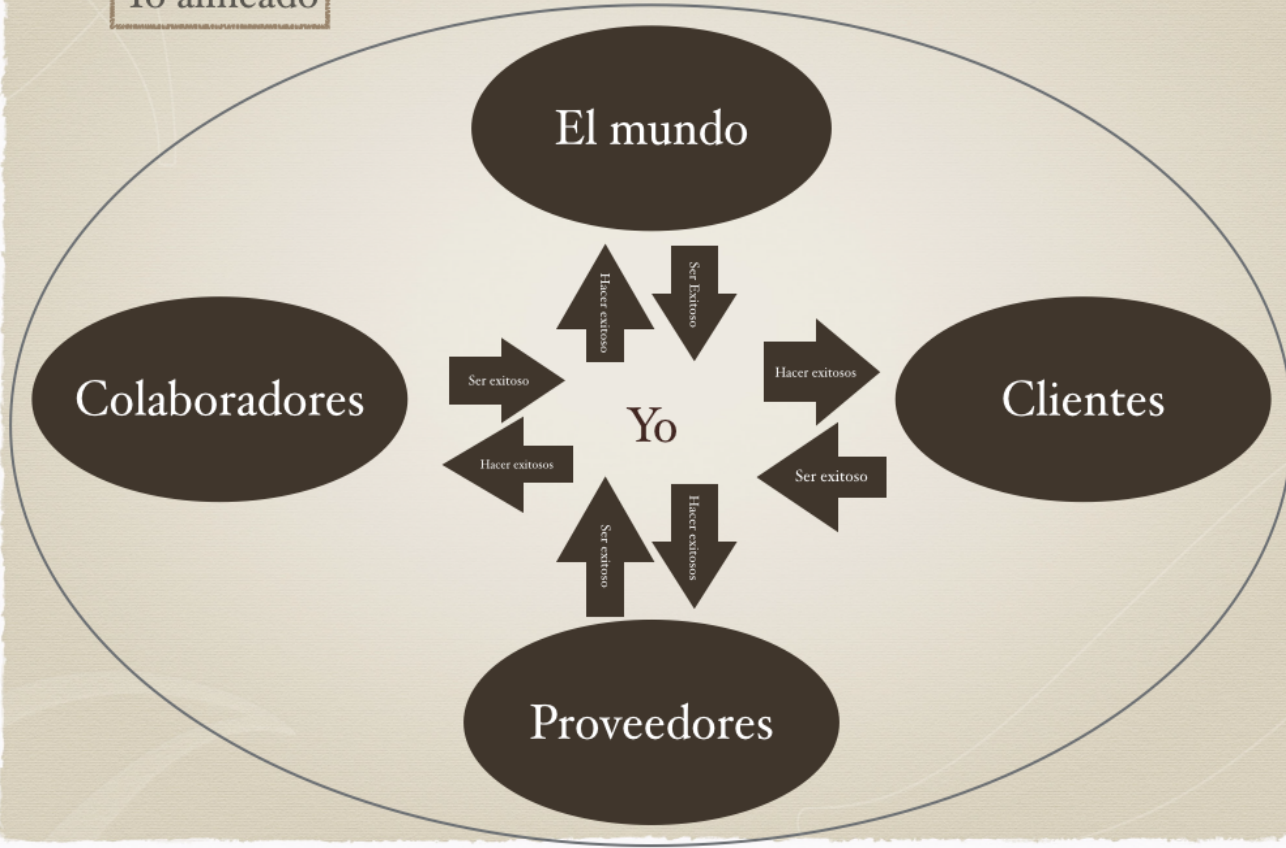 Yo alineado
El mundo
Hacer exitoso
Ser Exitoso
Colaboradores
Ser exitoso
Hacer exitosos
Yo
Hacer exitosos
Ser exitoso
Clientes
Ser exitoso
Hacer exitosos
Proveedores